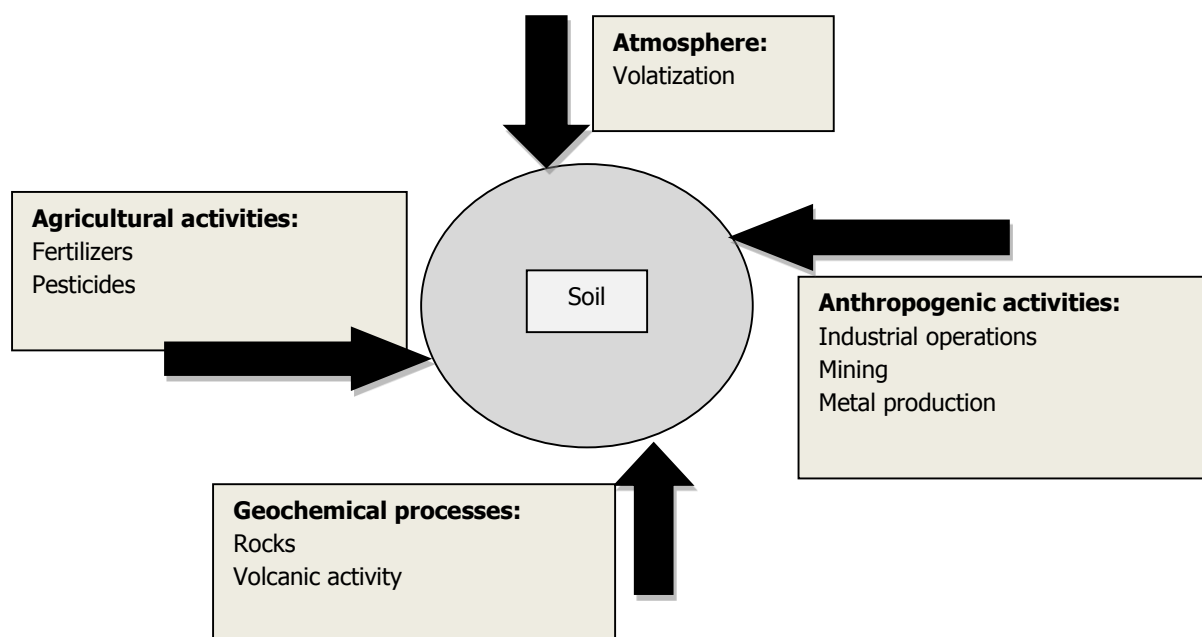 Atmosphere:
Volatization
Agricultural activities:
Fertilizers
Pesticides
Soil
Anthropogenic activities:
Industrial operations
Mining
Metal production
Geochemical processes:
Rocks
Volcanic activity